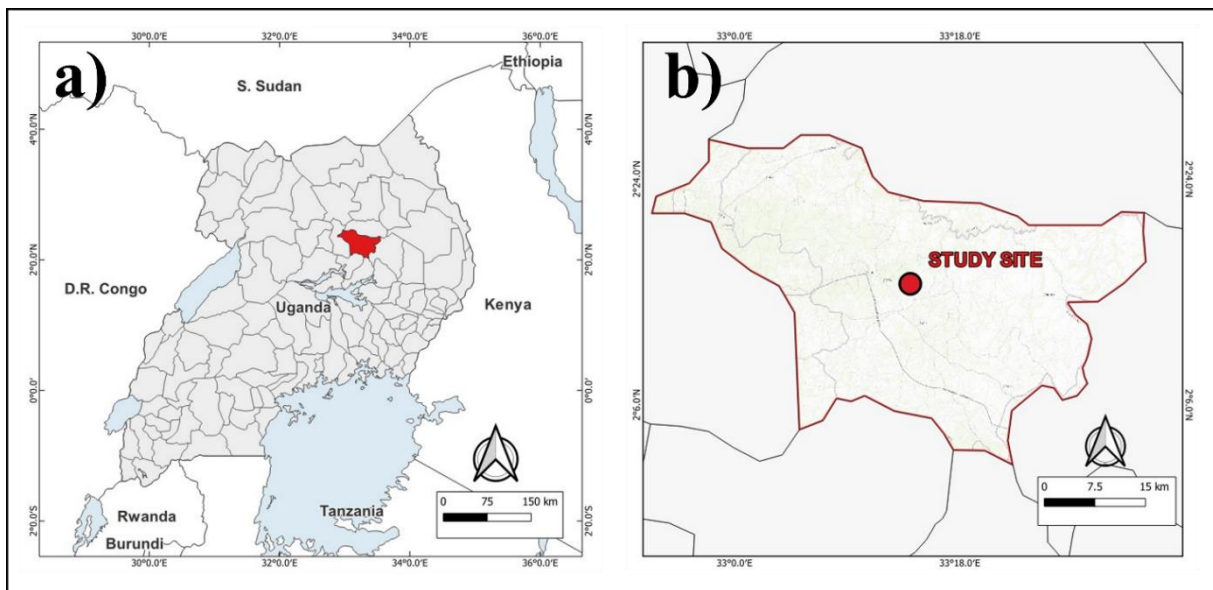 a)
30°0.0'E 32°0.0'E 34°0.0'E 36°0.0'E
Ethiopia
S. Sudan
4°0.0'N 4°0.0'N
2°0.0'N 2°0.0'N
D.R. Congo
Uganda
Kenya
0°0.0' 0°0.0'
0 75 150 km
Tanzania
Rwanda
2°0.0'S 2°0.0'S
Burundi
30°0.0'E 32°0.0'E 34°0.0'E 36°0.0'E
b)
33°0.0'E 33°18.0'E
2°24.0'N 2°24.0'N
STUDY SITE
2°6.0'N 2°6.0'N
0 7.5 15 km
33°0.0'E 33°18.0'E